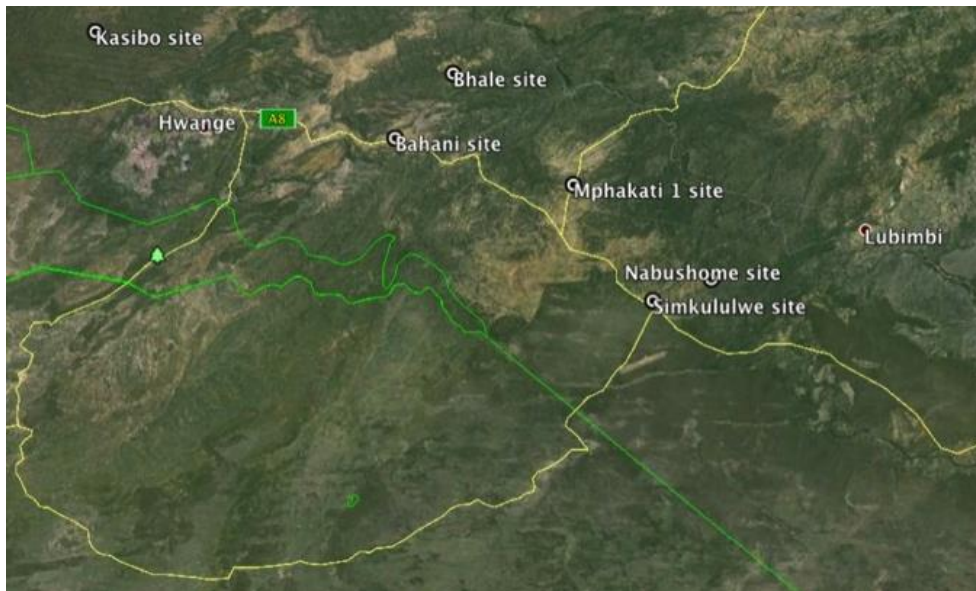 Kasibo site
Bhale site
Hwange
A8
Bahani site
Mphakati 1 site
Lubimbi
Nabushome site
Simkululwe site